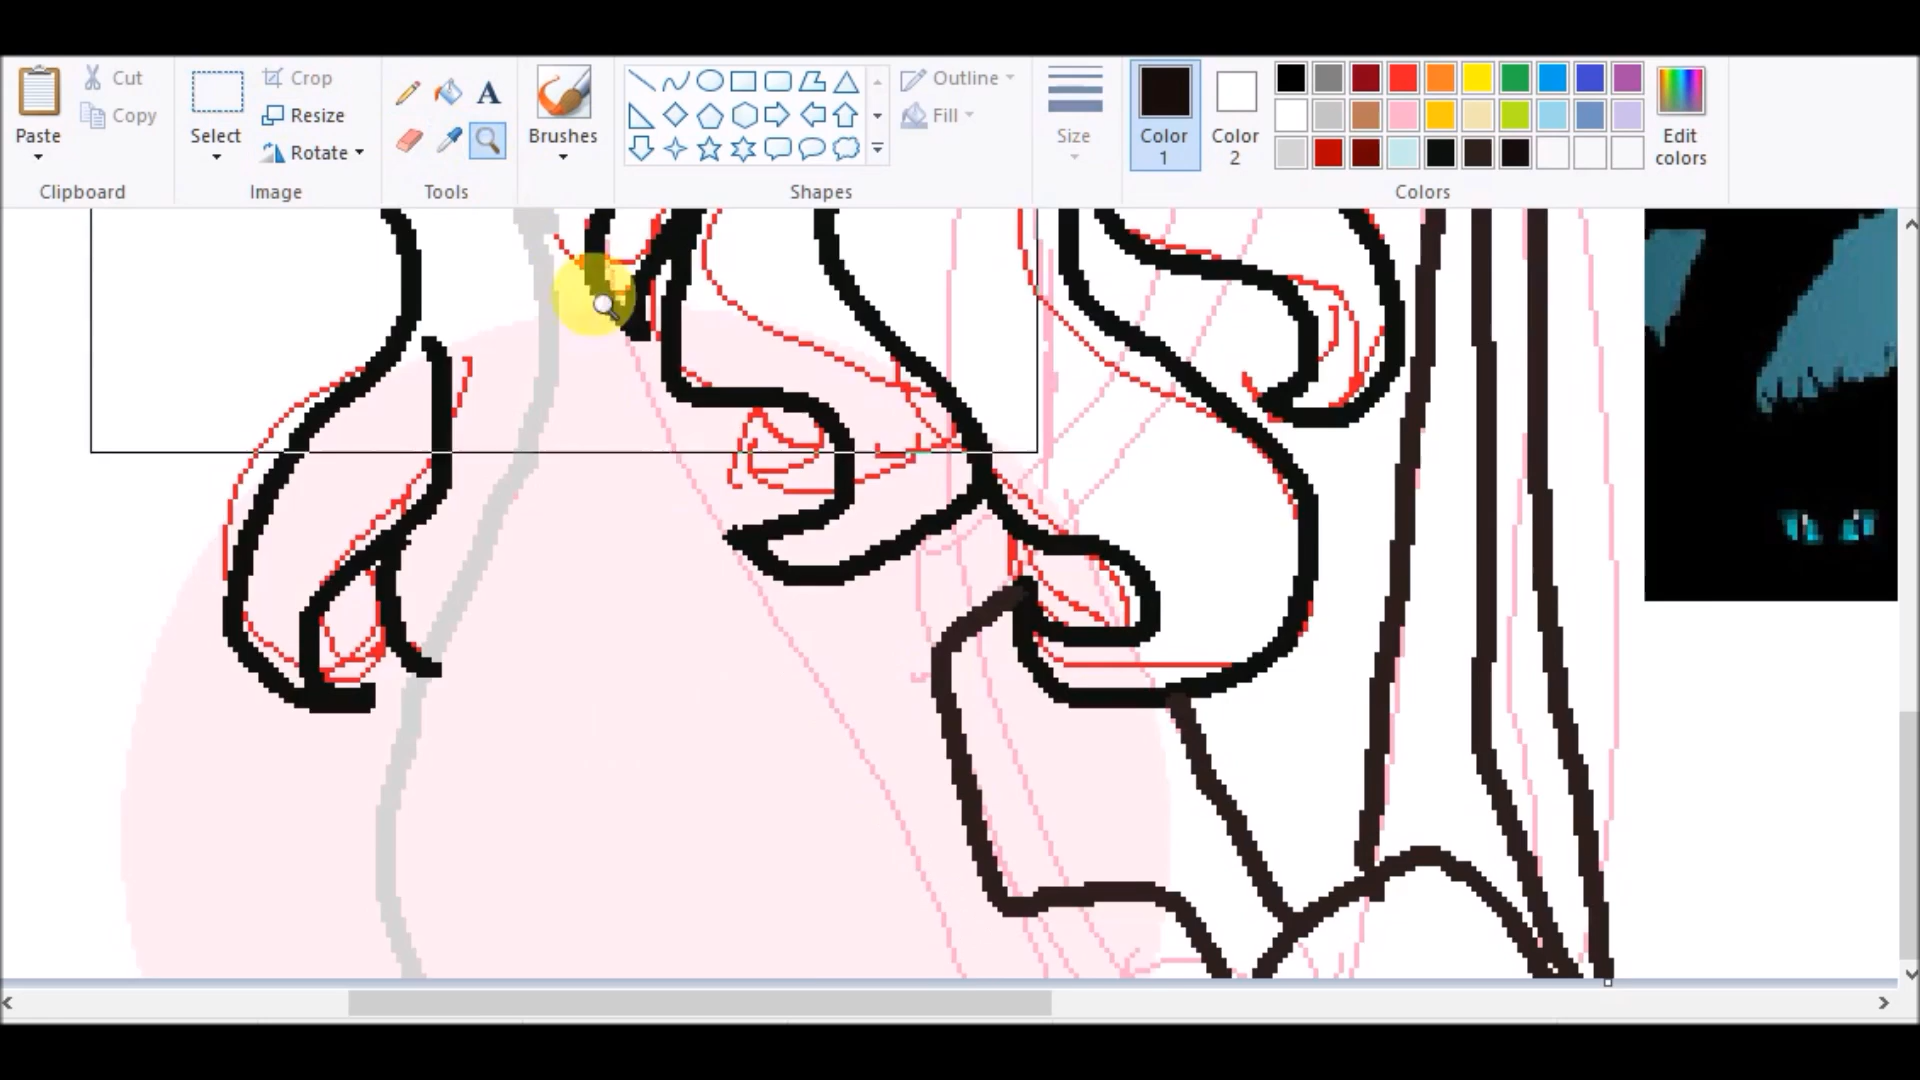 Paste
Cut
Copy
Clipboard
Select
Crop
Resize
Rotate
Image
A
Tools
Brushes
Shapes
Outline
Fill
Size
Color
1
Color
2
Edit
colors
Colors